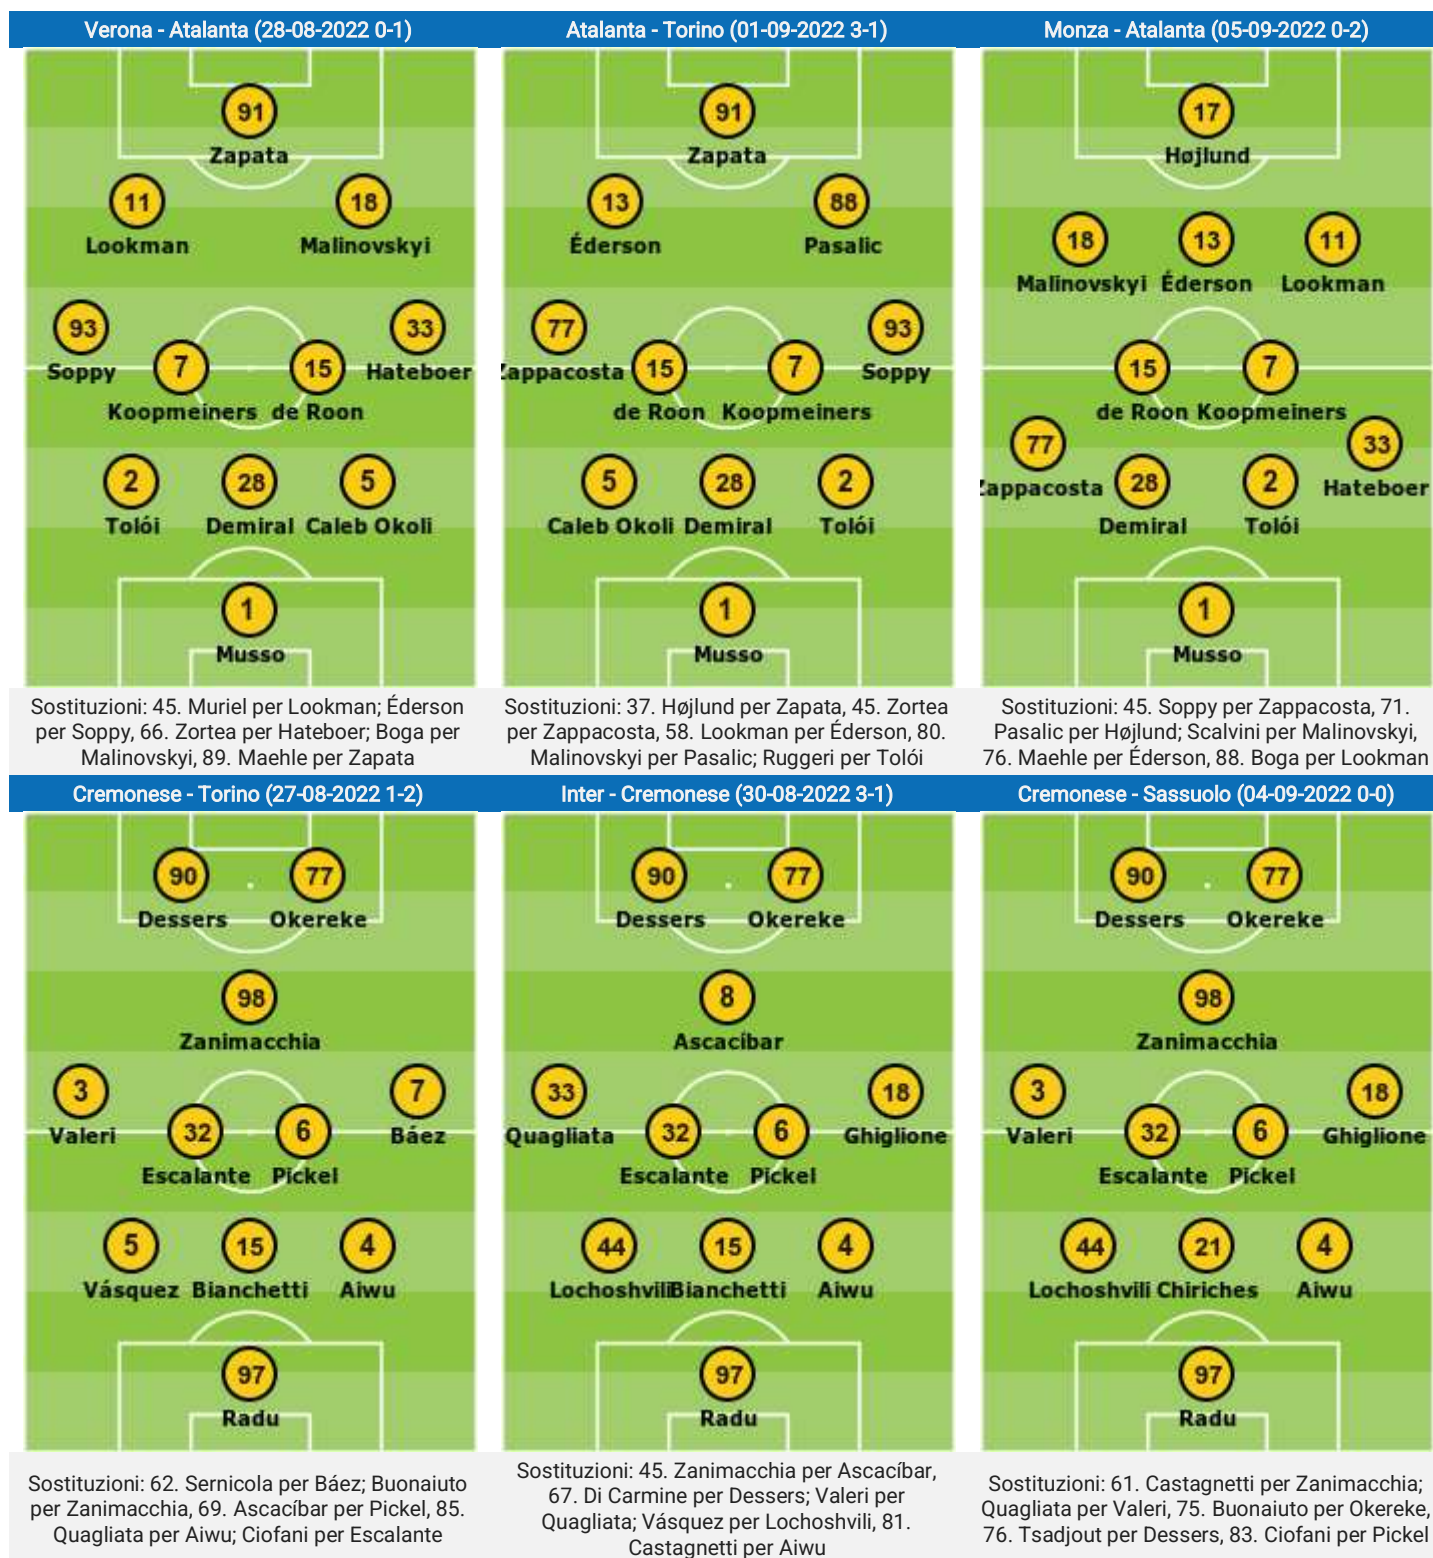 Verona - Atalanta (28-08-2022 0-1)
91
Zapata
11 18
Lookman Malinovskyi
93 33
Soppy 7 15 Hateboer
Koopmeiners de Roon
2 28 5
Tolói Demiral Caleb Okoli
1
Musso
Sostituzioni: 45. Muriel per Lookman; Éderson
per Soppy, 66. Zortea per Hateboer; Boga per
Malinovskyi, 89. Maehle per Zapata
Atalanta - Torino (01-09-2022 3-1)
91
Zapata
13 88
Éderson Pasalic
77 93
Zappacosta 15 7 Soppy
de Roon Koopmeiners
5 28 2
Caleb Okoli Demiral Tolói
1
Musso
Sostituzioni: 37. Højlund per Zapata, 45. Zortea
per Zappacosta, 58. Lookman per Éderson, 80.
Malinovskyi per Pasalic; Ruggeri per Tolói
Monza - Atalanta (05-09-2022 0-2)
17
Højlund
18 13 11
Malinovskyi Éderson Lookman
15 7
de Roon Koopmeiners
77 33
Zappacosta 28 2 Hateboer
Demiral Tolói
1
Musso
Sostituzioni: 45. Soppy per Zappacosta, 71.
Pasalic per Højlund; Scalvini per Malinovskyi,
76. Maehle per Éderson, 88. Boga per Lookman
Cremonese - Torino (27-08-2022 1-2)
90 77
Dessers Okereke
98
Zanimacchia
3 7
Valeri 32 6 Báez
Escalante Pickel
5 15 4
Vásquez Bianchetti Aiwu
97
Radu
Sostituzioni: 62. Sernicola per Báez; Buonaiuto
per Zanimacchia, 69. Ascacíbar per Pickel, 85.
Quagliata per Aiwu; Ciofani per Escalante
Inter - Cremonese (30-08-2022 3-1)
90 77
Dessers Okereke
8
Ascacíbar
33 18
Quagliata 32 6 Ghiglione
Escalante Pickel
44 15 4
Lochoshvili Bianchetti Aiwu
97
Radu
Sostituzioni: 45. Zanimacchia per Ascacíbar,
67. Di Carmine per Dessers; Valeri per
Quagliata; Vásquez per Lochoshvili, 81.
Castagnetti per Aiwu
Cremonese - Sassuolo (04-09-2022 0-0)
90 77
Dessers Okereke
98
Zanimacchia
3 18
Valeri 32 6 Ghiglione
Escalante Pickel
44 21 4
Lochoshvili Chiriches Aiwu
97
Radu
Sostituzioni: 61. Castagnetti per Zanimacchia;
Quagliata per Valeri, 75. Buonaiuto per Okereke,
76. Tsadjout per Dessers, 83. Ciofani per Pickel